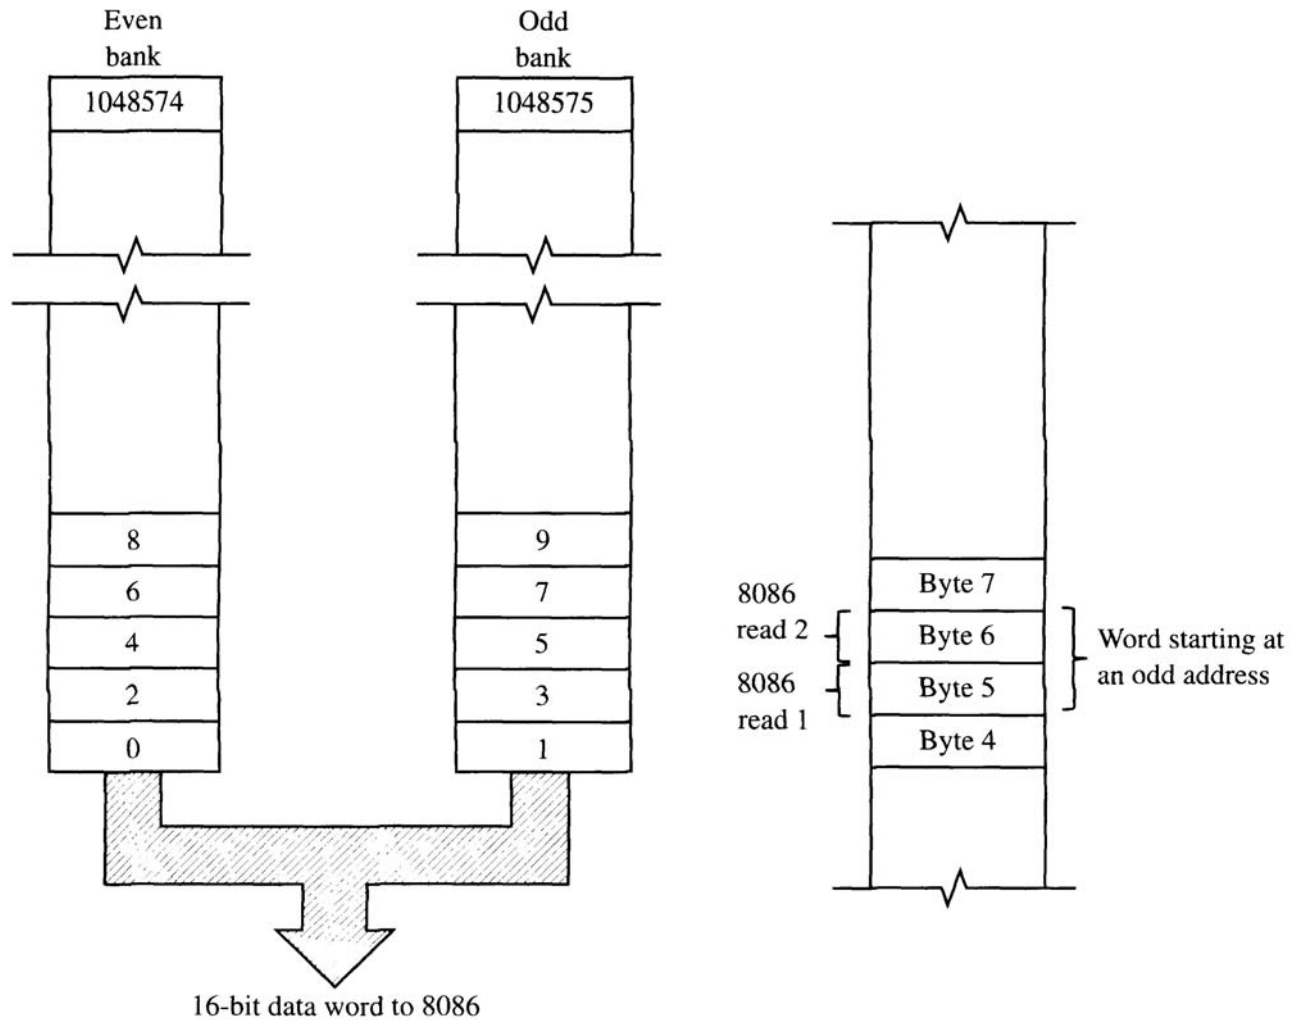 Even
bank
1048574
8
6
4
2
0
Odd
bank
1048575
9
7
5
3
1
16-bit data word to 8086
8086
read 2
8086
read 1
Byte 7
Byte 6
Byte 5
Byte 4
Word starting at
an odd address